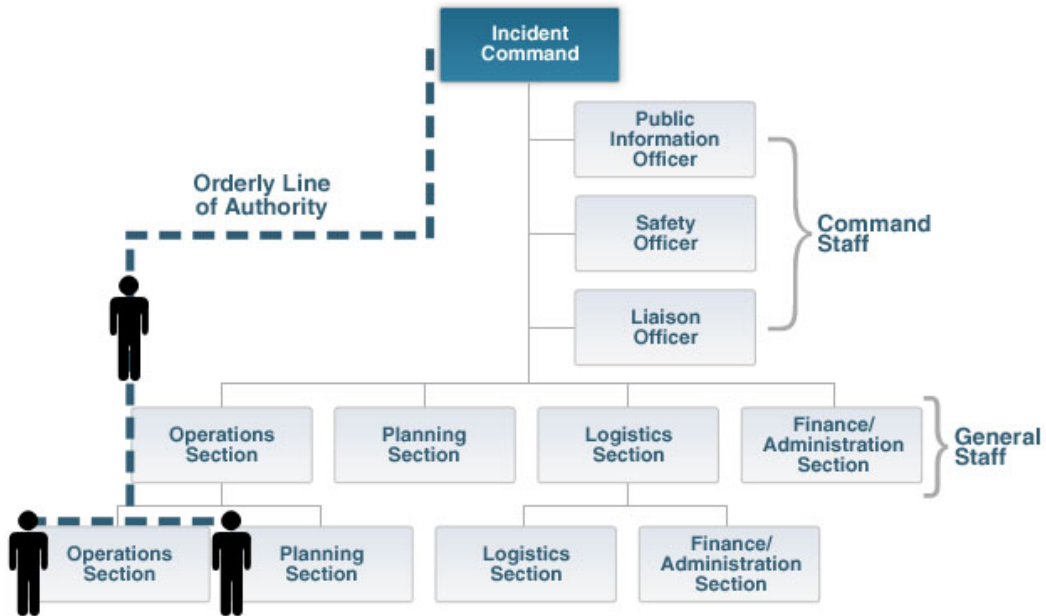 Incident
Command
Public
Information
Officer
Orderly Line
of Authority
Safety
Officer
Command
Staff
Liaison
Officer
Operations
Section
Planning
Section
Logistics
Section
Finance/
Administration
Section
General
Staff
Operations
Section
Planning
Section
Logistics
Section
Finance/
Administration
Section